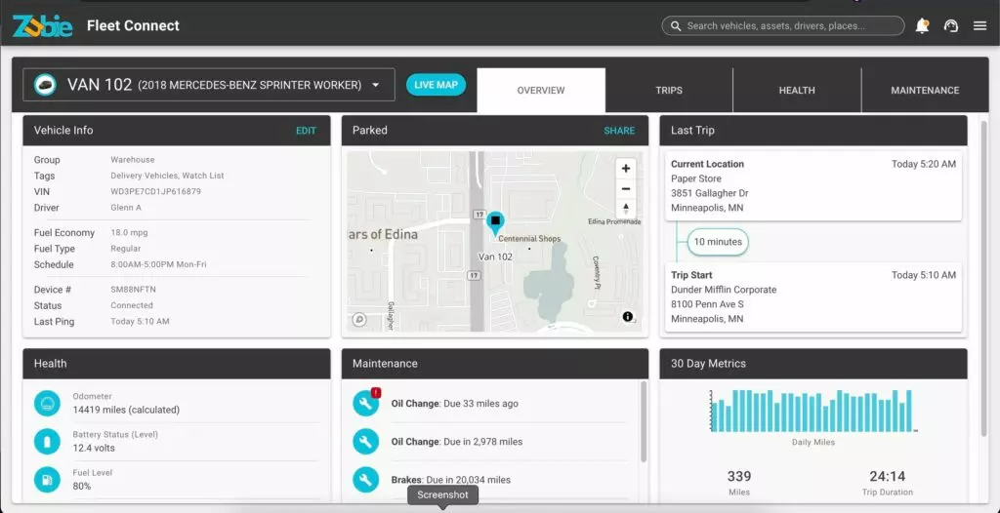 Zubie Fleet Connect
Search vehicles, assets, drivers, places...
VAN 102 (2018 MERCEDES-BENZ SPRINTER WORKER)
LIVE MAP
OVERVIEW
TRIPS
HEALTH
MAINTENANCE
Vehicle Info
EDIT
Group Warehouse
Tags Delivery Vehicles, Watch List
VIN WD3PE7CD1JP616879
Driver Glenn A
Fuel Economy 18.0 mpg
Fuel Type Regular
Schedule 8:00AM-5:00PM Mon-Fri
Device # SM88NFTN
Status Connected
Last Ping Today 5:10 AM
Parked
SHARE
17
Edina Promenade
ars of Edina
Centennial Shops
Van 102
17
Coventry Pl
Gallagher
Last Trip
Current Location Today 5:20 AM
Paper Store
3851 Gallagher Dr
Minneapolis, MN
10 minutes
Trip Start Today 5:10 AM
Dunder Mifflin Corporate
8100 Penn Ave S
Minneapolis, MN
Health
Odometer
14419 miles (calculated)
Battery Status (Level)
12.4 volts
Fuel Level
80%
Maintenance
Oil Change: Due 33 miles ago
Oil Change: Due in 2,978 miles
Brakes: Due in 20,034 miles
Screenshot
30 Day Metrics
Daily Miles
339
Miles
24:14
Trip Duration